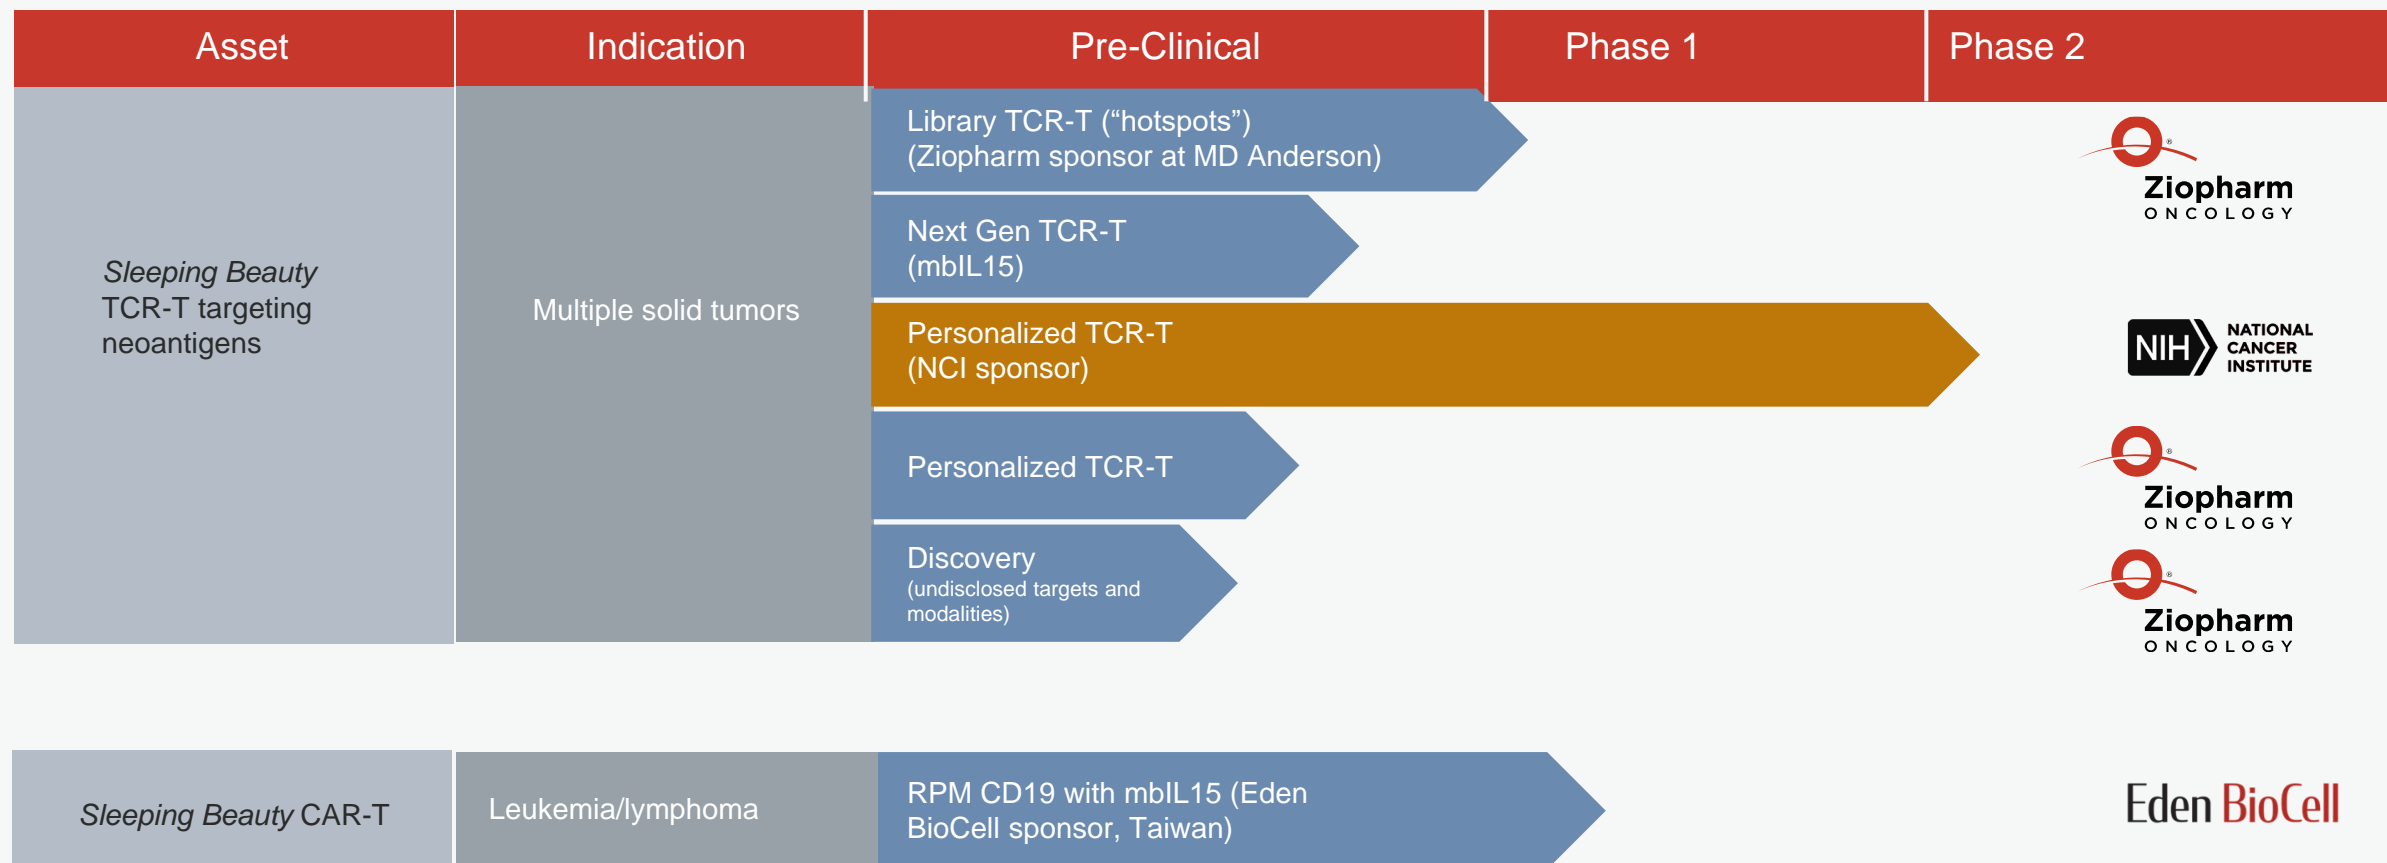 Asset
Indication
Pre-Clinical
Phase 1
Phase 2
Sleeping Beauty
TCR-T targeting
neoantigens
Multiple solid tumors
Library TCR-T (“hotspots”)
(Ziopharm sponsor at MD Anderson)
Ziopharm
ONCOLOGY
Next Gen TCR-T
(mbIL15)
Personalized TCR-T
(NCI sponsor)
NIH
NATIONAL
CANCER
INSTITUTE
Personalized TCR-T
Ziopharm
ONCOLOGY
Discovery
(undisclosed targets and
modalities)
Ziopharm
ONCOLOGY
Sleeping Beauty CAR-T
Leukemia/lymphoma
RPM CD19 with mbIL15 (Eden
BioCell sponsor, Taiwan)
Eden BioCell